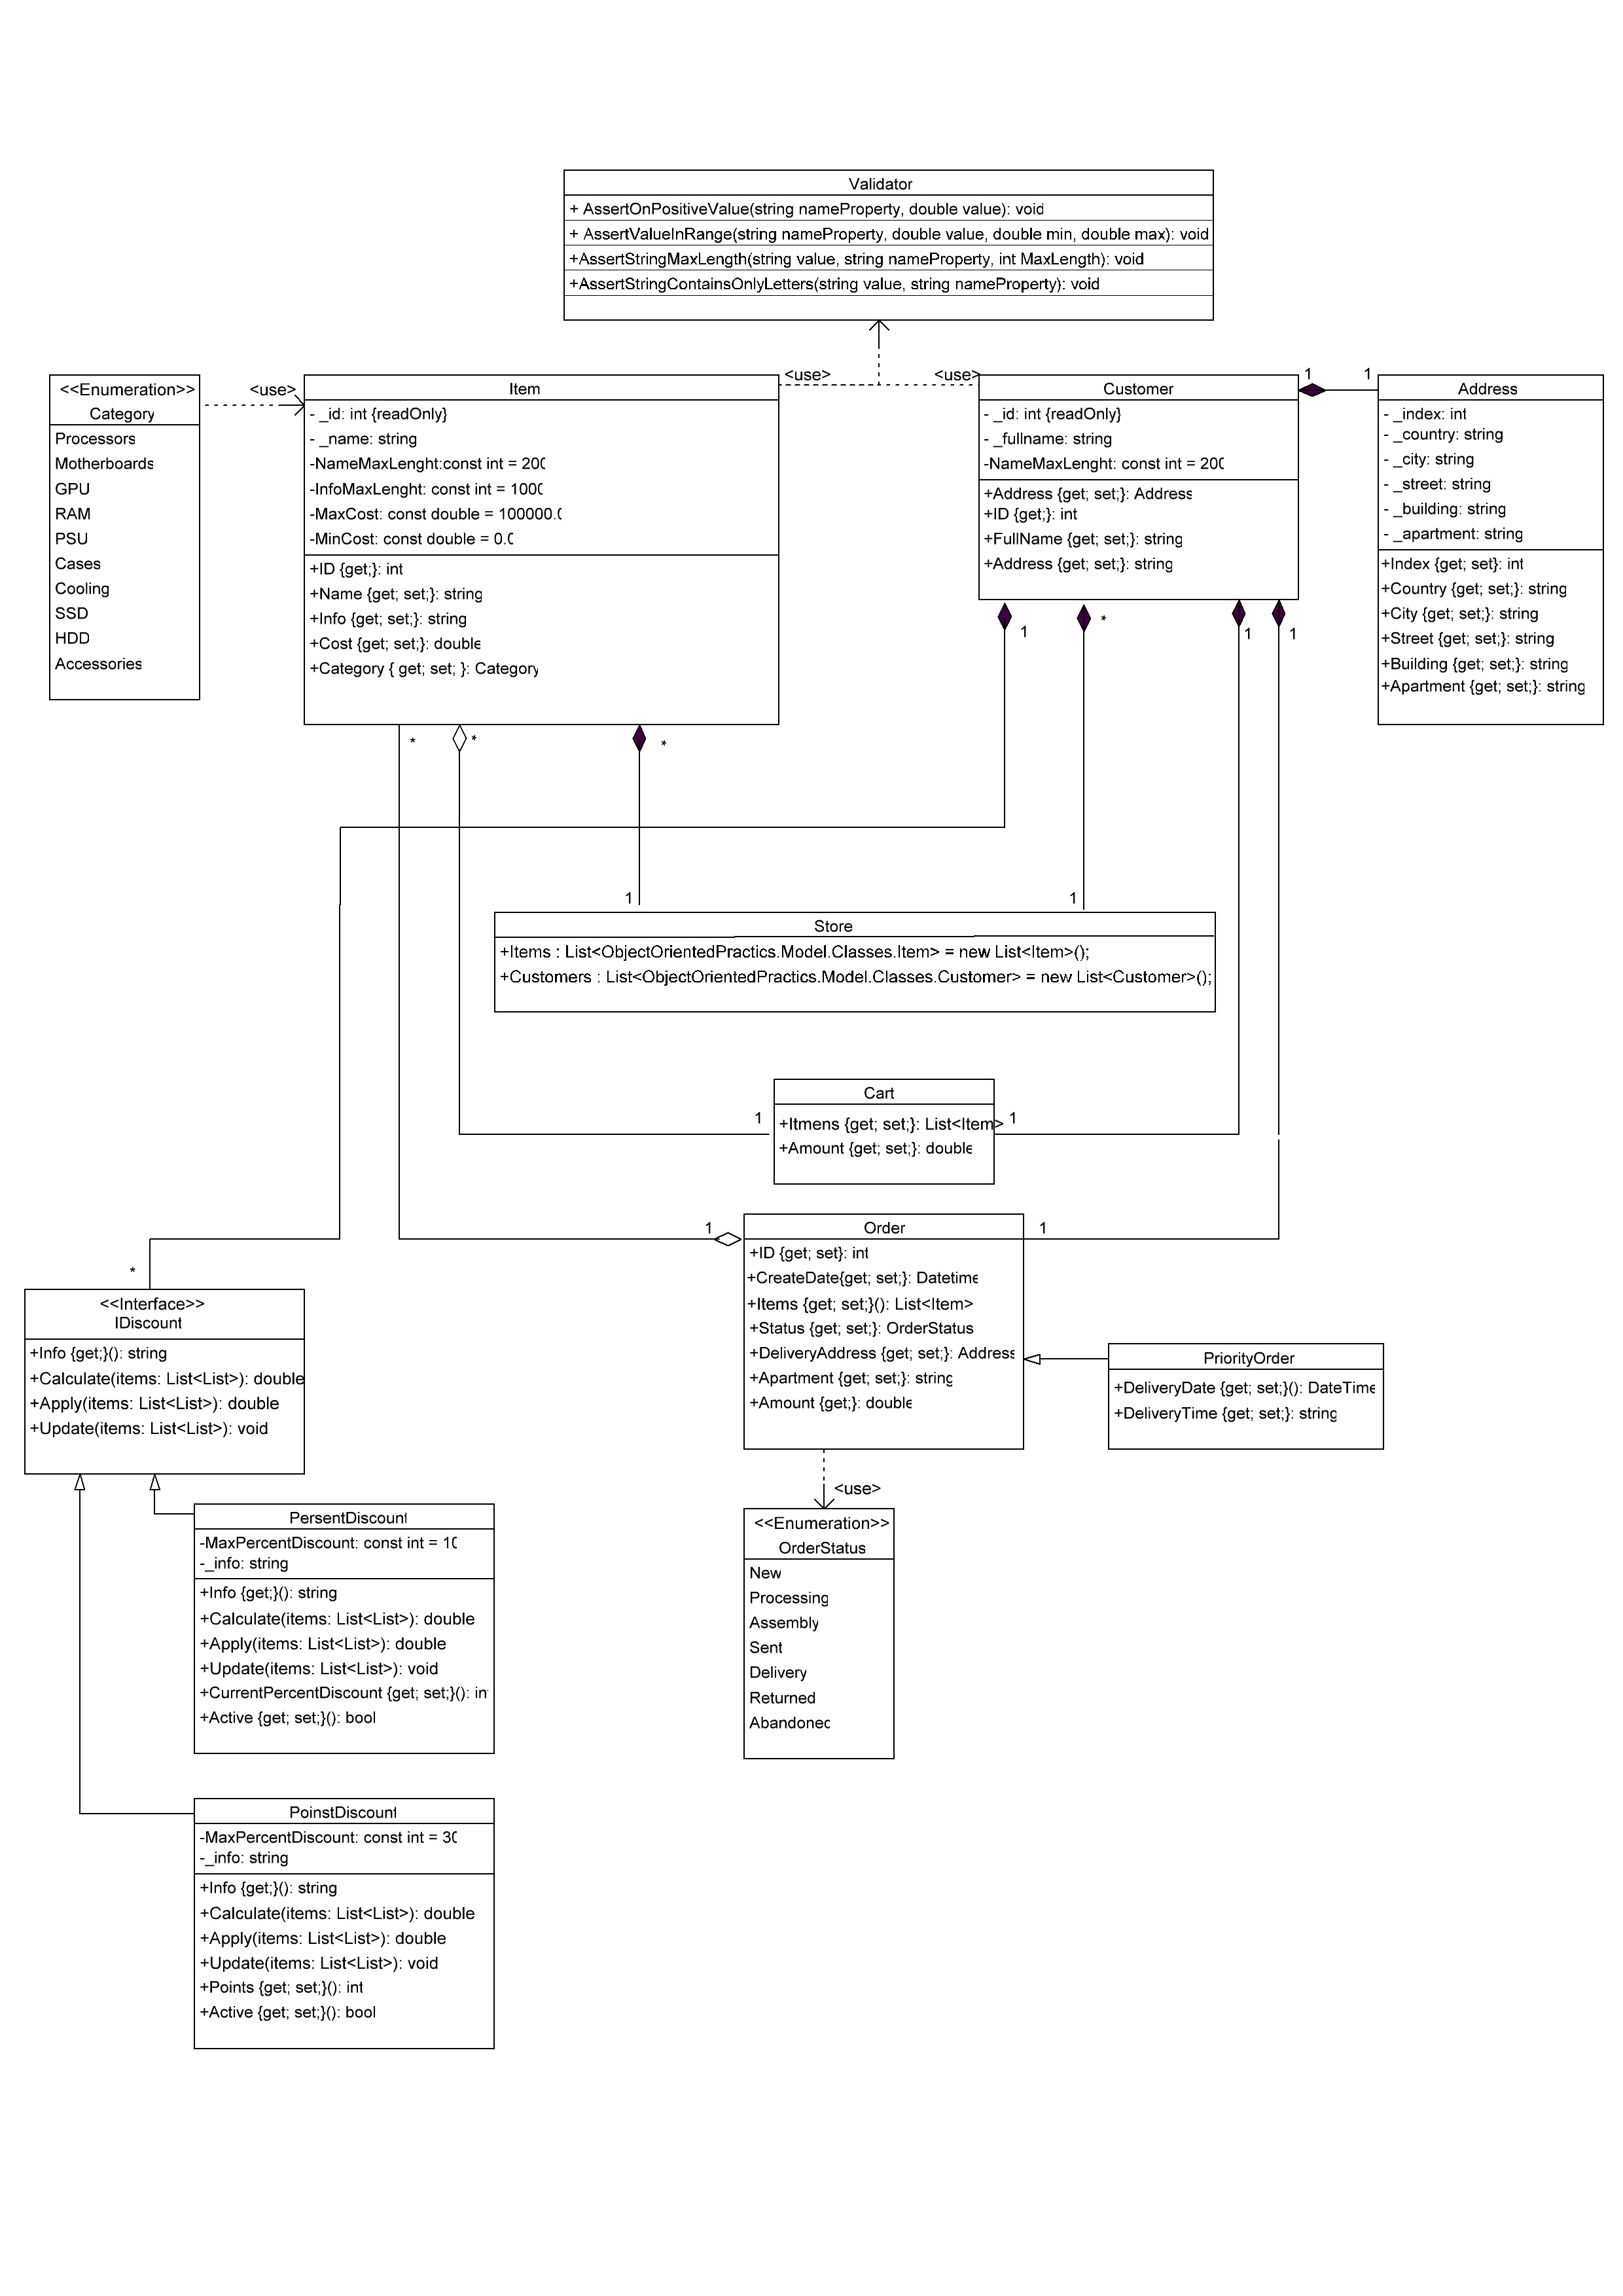 Validator
+ AssertOnPositiveValue(string nameProperty, double value): void
+ AssertValueInRange(string nameProperty, double value, double min, double max): void
+AssertStringMaxLength(string value, string nameProperty, int MaxLength): void
+AssertStringContainsOnlyLetters(string value, string nameProperty): void
<<Enumeration>>
Category
Processors
Motherboards
GPU
RAM
PSU
Cases
Cooling
SSD
HDD
Accessories
<use>
Item
- _id: int {readOnly}
- _name: string
-NameMaxLenght:const int = 200
-InfoMaxLenght: const int = 1000
-MaxCost: const double = 100000.0
-MinCost: const double = 0.0
+ID {get;}: int
+Name {get; set;}: string
+Info {get; set;}: string
+Cost {get; set;}: double
+Category { get; set; }: Category
<use>
<use>
Customer
- _id: int {readOnly}
- _fullname: string
-NameMaxLenght: const int = 200
+Address {get; set;}: Address
+ID {get;}: int
+FullName {get; set;}: string
+Address {get; set;}: string
1
1
Address
- _index: int
- _country: string
- _city: string
- _street: string
- _building: string
- _apartment: string
+Index {get; set}: int
+Country {get; set;}: string
+City {get; set;}: string
+Street {get; set;}: string
+Building {get; set;}: string
+Apartment {get; set;}: string
*
*
*
1
*
1
1
1
1
Store
+Items : List<ObjectOrientedPractics.Model.Classes.Item> = new List<Item>();
+Customers : List<ObjectOrientedPractics.Model.Classes.Customer> = new List<Customer>();
1
Cart
+Itmens {get; set;}: List<Item>
+Amount {get; set;}: double
1
1
Order
+ID {get; set}: int
+CreateDate{get; set;}: Datetime
+Items {get; set;}(): List<Item>
+Status {get; set;}: OrderStatus
+DeliveryAddress {get; set;}: Address
+Apartment {get; set;}: string
+Amount {get;}: double
1
*
<<Interface>>
IDiscount
+Info {get;}(): string
+Calculate(items: List<List>): double
+Apply(items: List<List>): double
+Update(items: List<List>): void
PriorityOrder
+DeliveryDate {get; set;}(): DateTime
+DeliveryTime {get; set;}: string
<use>
<<Enumeration>>
OrderStatus
New
Processing
Assembly
Sent
Delivery
Returned
Abandoned
PersentDiscount
-MaxPercentDiscount: const int = 10
-_info: string
+Info {get;}(): string
+Calculate(items: List<List>): double
+Apply(items: List<List>): double
+Update(items: List<List>): void
+CurrentPercentDiscount {get; set;}(): int
+Active {get; set;}(): bool
PoinstDiscount
-MaxPercentDiscount: const int = 30
-_info: string
+Info {get;}(): string
+Calculate(items: List<List>): double
+Apply(items: List<List>): double
+Update(items: List<List>): void
+Points {get; set;}(): int
+Active {get; set;}(): bool